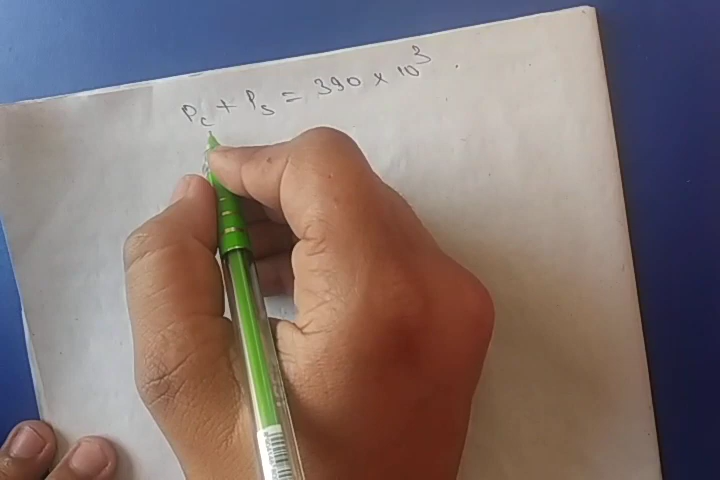 Pc + Ps = 390 × 10³